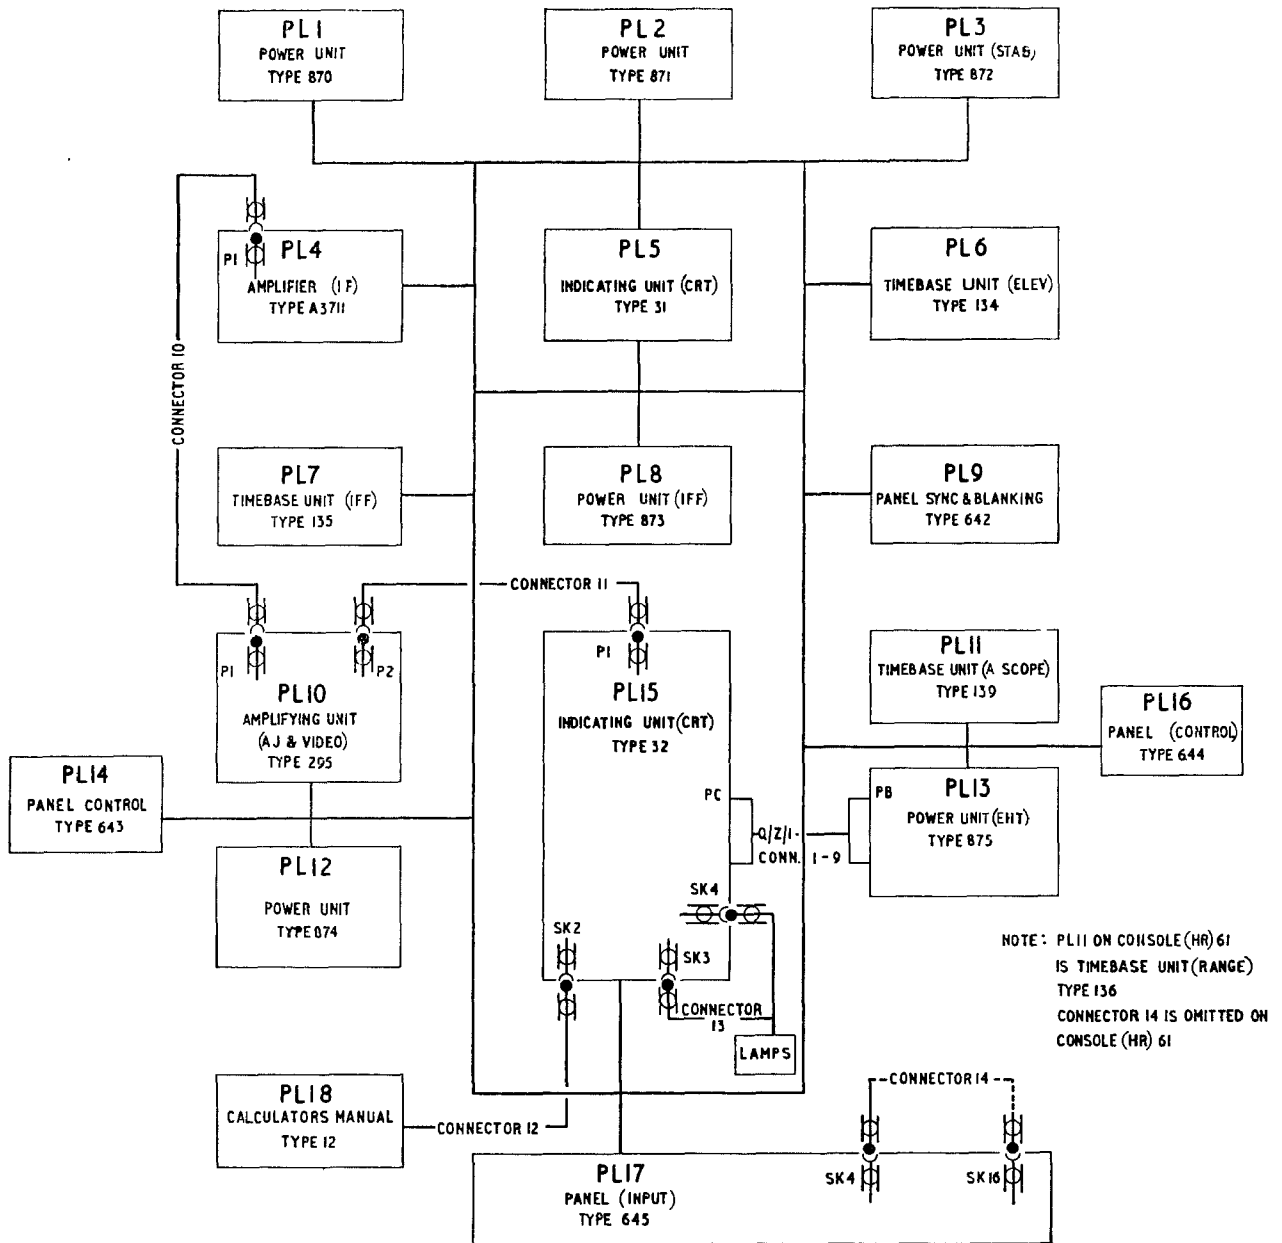 PL1
POWER UNIT
TYPE 870
PL2
POWER UNIT
TYPE 871
PL3
POWER UNIT (STAB)
TYPE 872
P1
PL4
AMPLIFIER (IF)
TYPE A3711
PL5
INDICATING UNIT (CRT)
TYPE 31
PL6
TIMEBASE UNIT (ELEV)
TYPE 134
CONNECTOR 10
PL7
TIMEBASE UNIT (IFF)
TYPE 135
PL8
POWER UNIT (IFF)
TYPE 873
PL9
PANEL SYNC & BLANKING
TYPE 642
CONNECTOR 11
P1
P2
PL10
AMPLIFYING UNIT
(AJ & VIDEO)
TYPE 295
P1
PL15
INDICATING UNIT (CRT)
TYPE 32
PL11
TIMEBASE UNIT (A SCOPE)
TYPE 139
PL16
PANEL (CONTROL)
TYPE 644
PL14
PANEL CONTROL
TYPE 643
PC
Q/Z/1-
CONN. 1-9
PB
PL13
POWER UNIT (EHT)
TYPE 875
PL12
POWER UNIT
TYPE 874
SK4
SK2
SK3
CONNECTOR
13
LAMPS
NOTE: PL11 ON CONSOLE (HR) 61
IS TIMEBASE UNIT (RANGE)
TYPE 136
CONNECTOR 14 IS OMITTED ON
CONSOLE (HR) 61
PL18
CALCULATORS MANUAL
TYPE 12
CONNECTOR 12
CONNECTOR 14
PL17
PANEL (INPUT)
TYPE 645
SK4
SK16